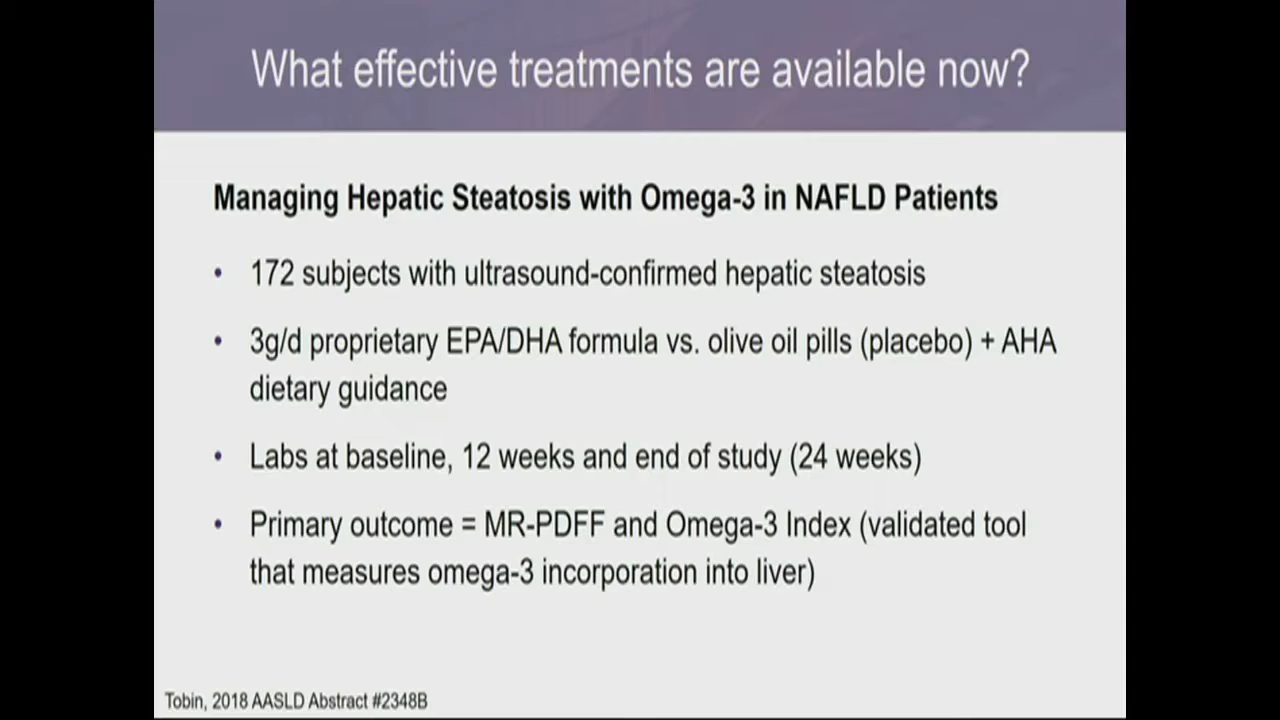 What effective treatments are available now?
Managing Hepatic Steatosis with Omega-3 in NAFLD Patients
• 172 subjects with ultrasound-confirmed hepatic steatosis
• 3g/d proprietary EPA/DHA formula vs. olive oil pills (placebo) + AHA
dietary guidance
• Labs at baseline, 12 weeks and end of study (24 weeks)
• Primary outcome = MR-PDFF and Omega-3 Index (validated tool
that measures omega-3 incorporation into liver)
Tobin, 2018 AASLD Abstract #2348B